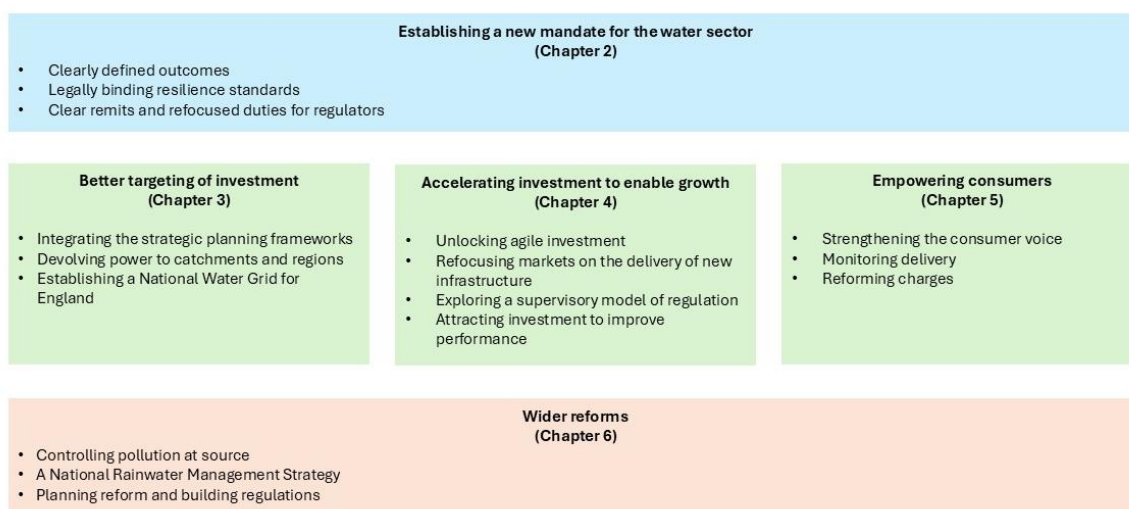 Establishing a new mandate for the water sector
(Chapter 2)
• Clearly defined outcomes
• Legally binding resilience standards
• Clear remits and refocused duties for regulators
Better targeting of investment
(Chapter 3)
• Integrating the strategic planning frameworks
• Devolving power to catchments and regions
• Establishing a National Water Grid for
England
Accelerating investment to enable growth
(Chapter 4)
• Unlocking agile investment
• Refocusing markets on the delivery of new
infrastructure
• Exploring a supervisory model of regulation
• Attracting investment to improve
performance
Empowering consumers
(Chapter 5)
• Strengthening the consumer voice
• Monitoring delivery
• Reforming charges
Wider reforms
(Chapter 6)
• Controlling pollution at source
• A National Rainwater Management Strategy
• Planning reform and building regulations